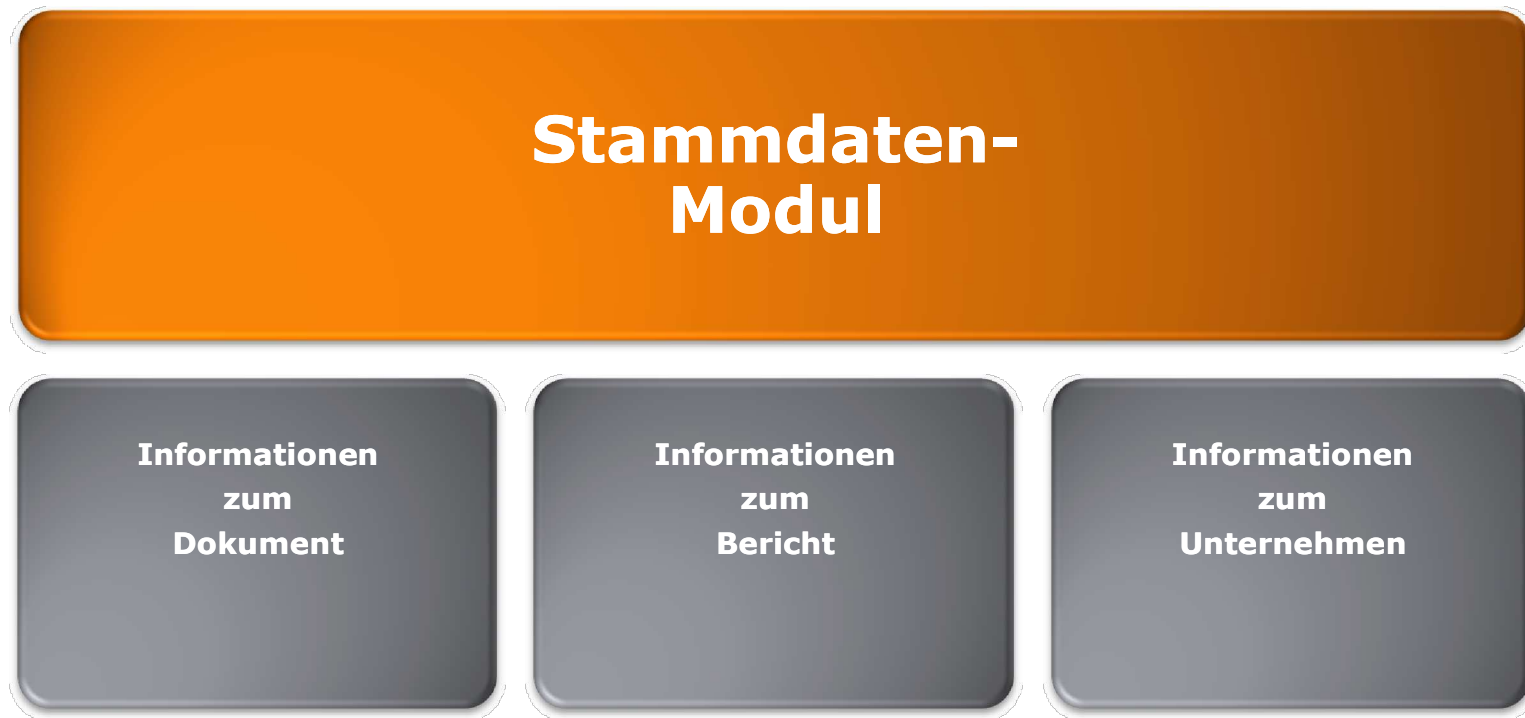 Stammdaten-
Modul
Informationen
zum
Dokument
Informationen
zum
Bericht
Informationen
zum
Unternehmen